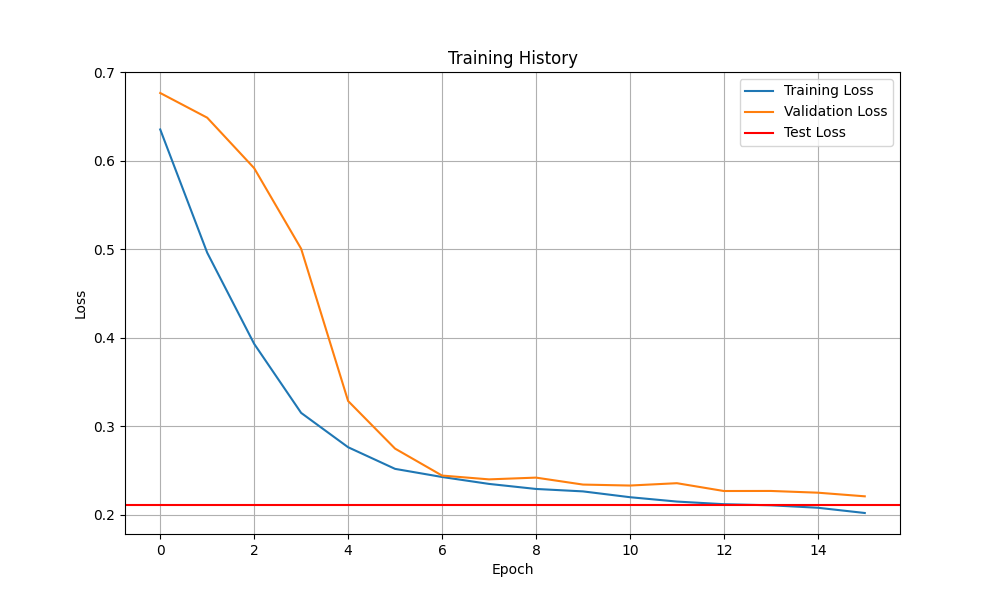 Training History
Training Loss
Validation Loss
Test Loss
0.7
0.6
0.5
0.4
0.3
0.2
Loss
0 2 4 6 8 10 12 14
Epoch